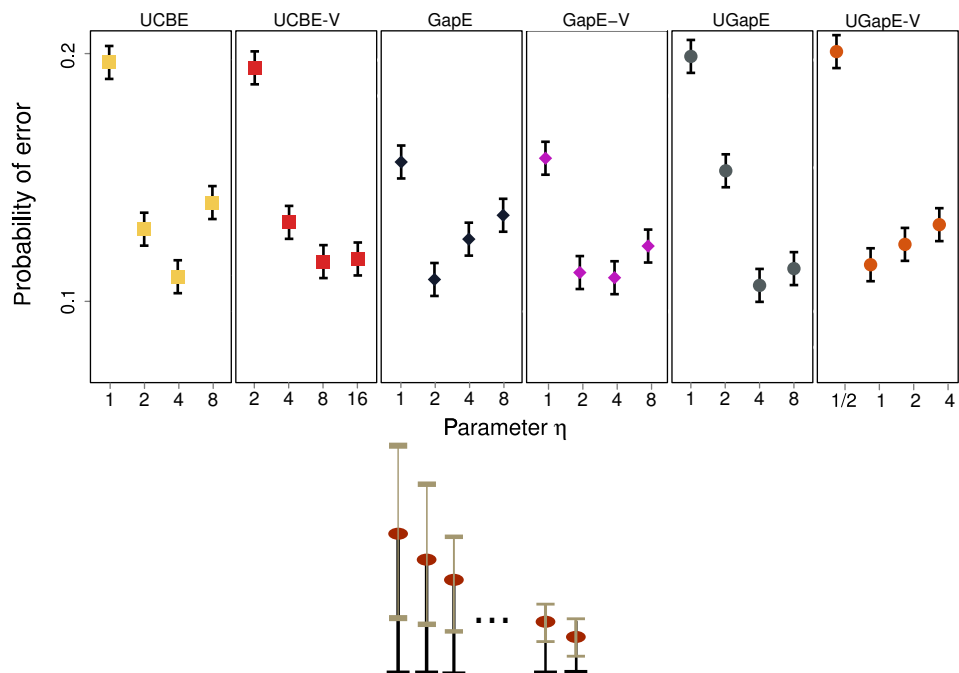 UCBE UCBE-V GapE GapE−V UGapE UGapE-V
Probability of error
0.2
0.1
1 2 4 8 2 4 8 16 1 2 4 8 1 2 4 8 1 2 4 8 1/2 1 2 4
Parameter η
...